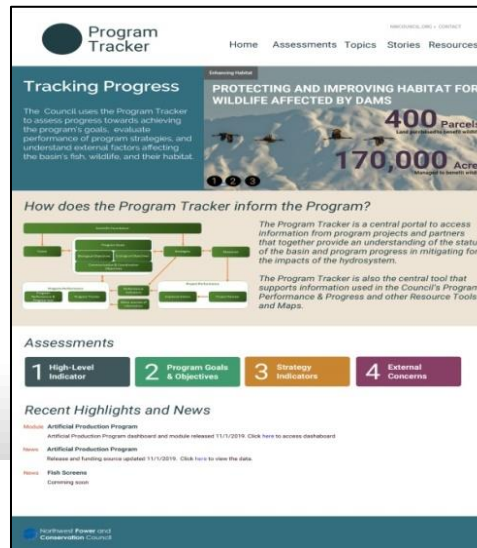 NWCOUNCIL.ORG • CONTACT
Program
Tracker
Home Assessments Topics Stories Resources
Enhancing Habitat
Tracking Progress
The Council uses the Program Tracker
to assess progress towards achieving
the program's goals, evaluate
performance of program strategies, and
understand external factors affecting
the basin's fish, wildlife, and their habitat.
PROTECTING AND IMPROVING HABITAT FOR
WILDLIFE AFFECTED BY DAMS
400 Parcels
170,000 Acre
1 2 3
How does the Program Tracker inform the Program?
The Program Tracker is a central portal to access
information from program projects and partners
that together provide an understanding of the statu
of the basin and program progress in mitigating for
the impacts of the hydrosystem.
The Program Tracker is also the central tool that
supports information used in the Council's Program
Performance & Progress and other Resource Tools
and Maps.
Assessments
1 High-Level
Indicator
2 Program Goals
& Objectives
3 Strategy
Indicators
4 External
Concerns
Recent Highlights and News
Module Artificial Production Program
Artificial Production Program dashboard and module released 11/1/2019. Click here to access dashaboard
News Artificial Production Program
Release and funding source updated 11/1/2019. Click here to view the data.
News Fish Screens
Comming soon
Northwest Power and
Conservation Council